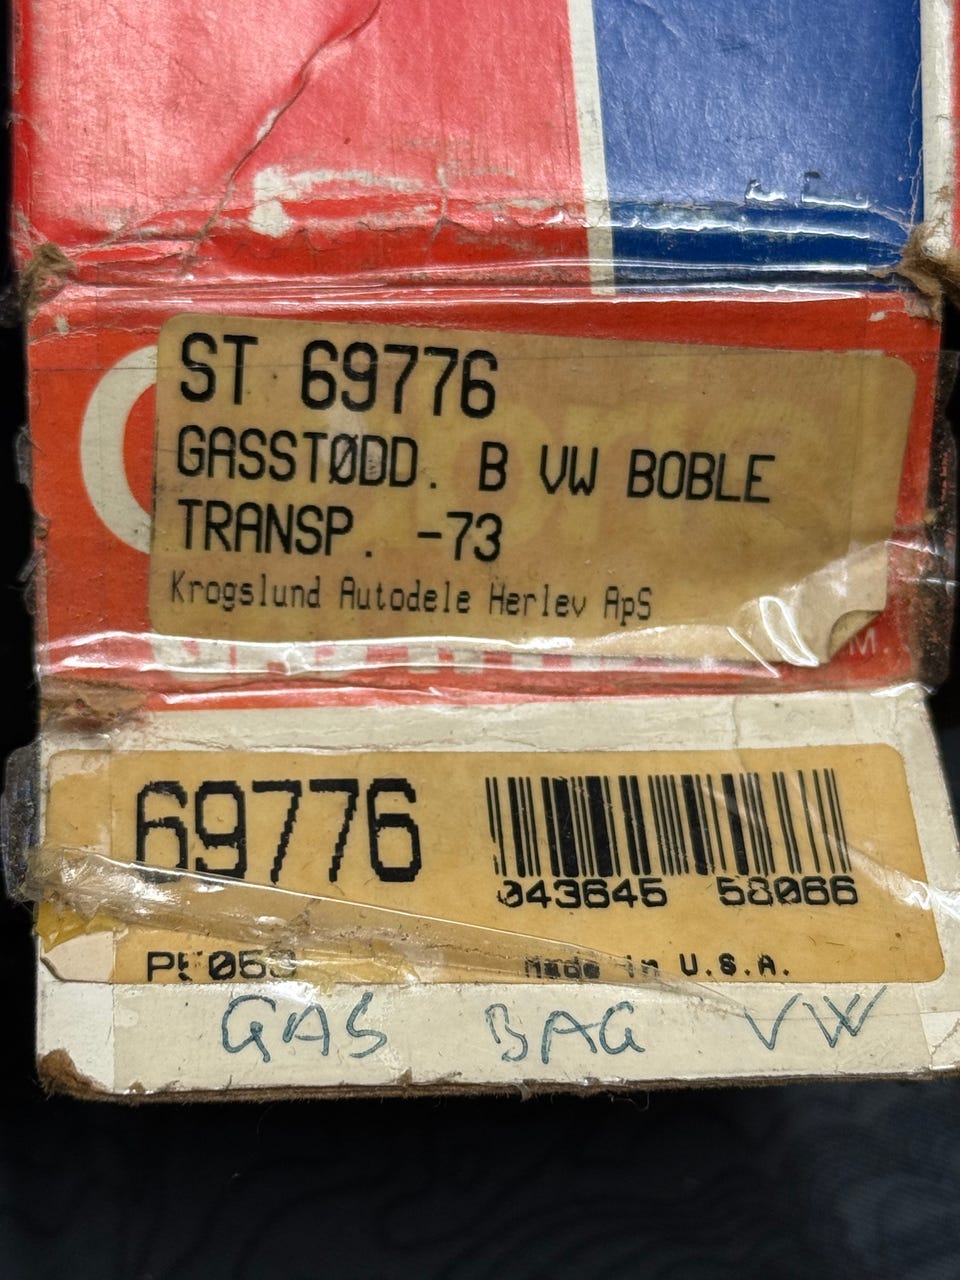 ST 69776
GASSTØDD. B VW BOBLE
TRANSP. -73
Krogslund Autodele Herlev ApS
M.
69776
043645 58066
Made in U.S.A.
GAS BAG VW